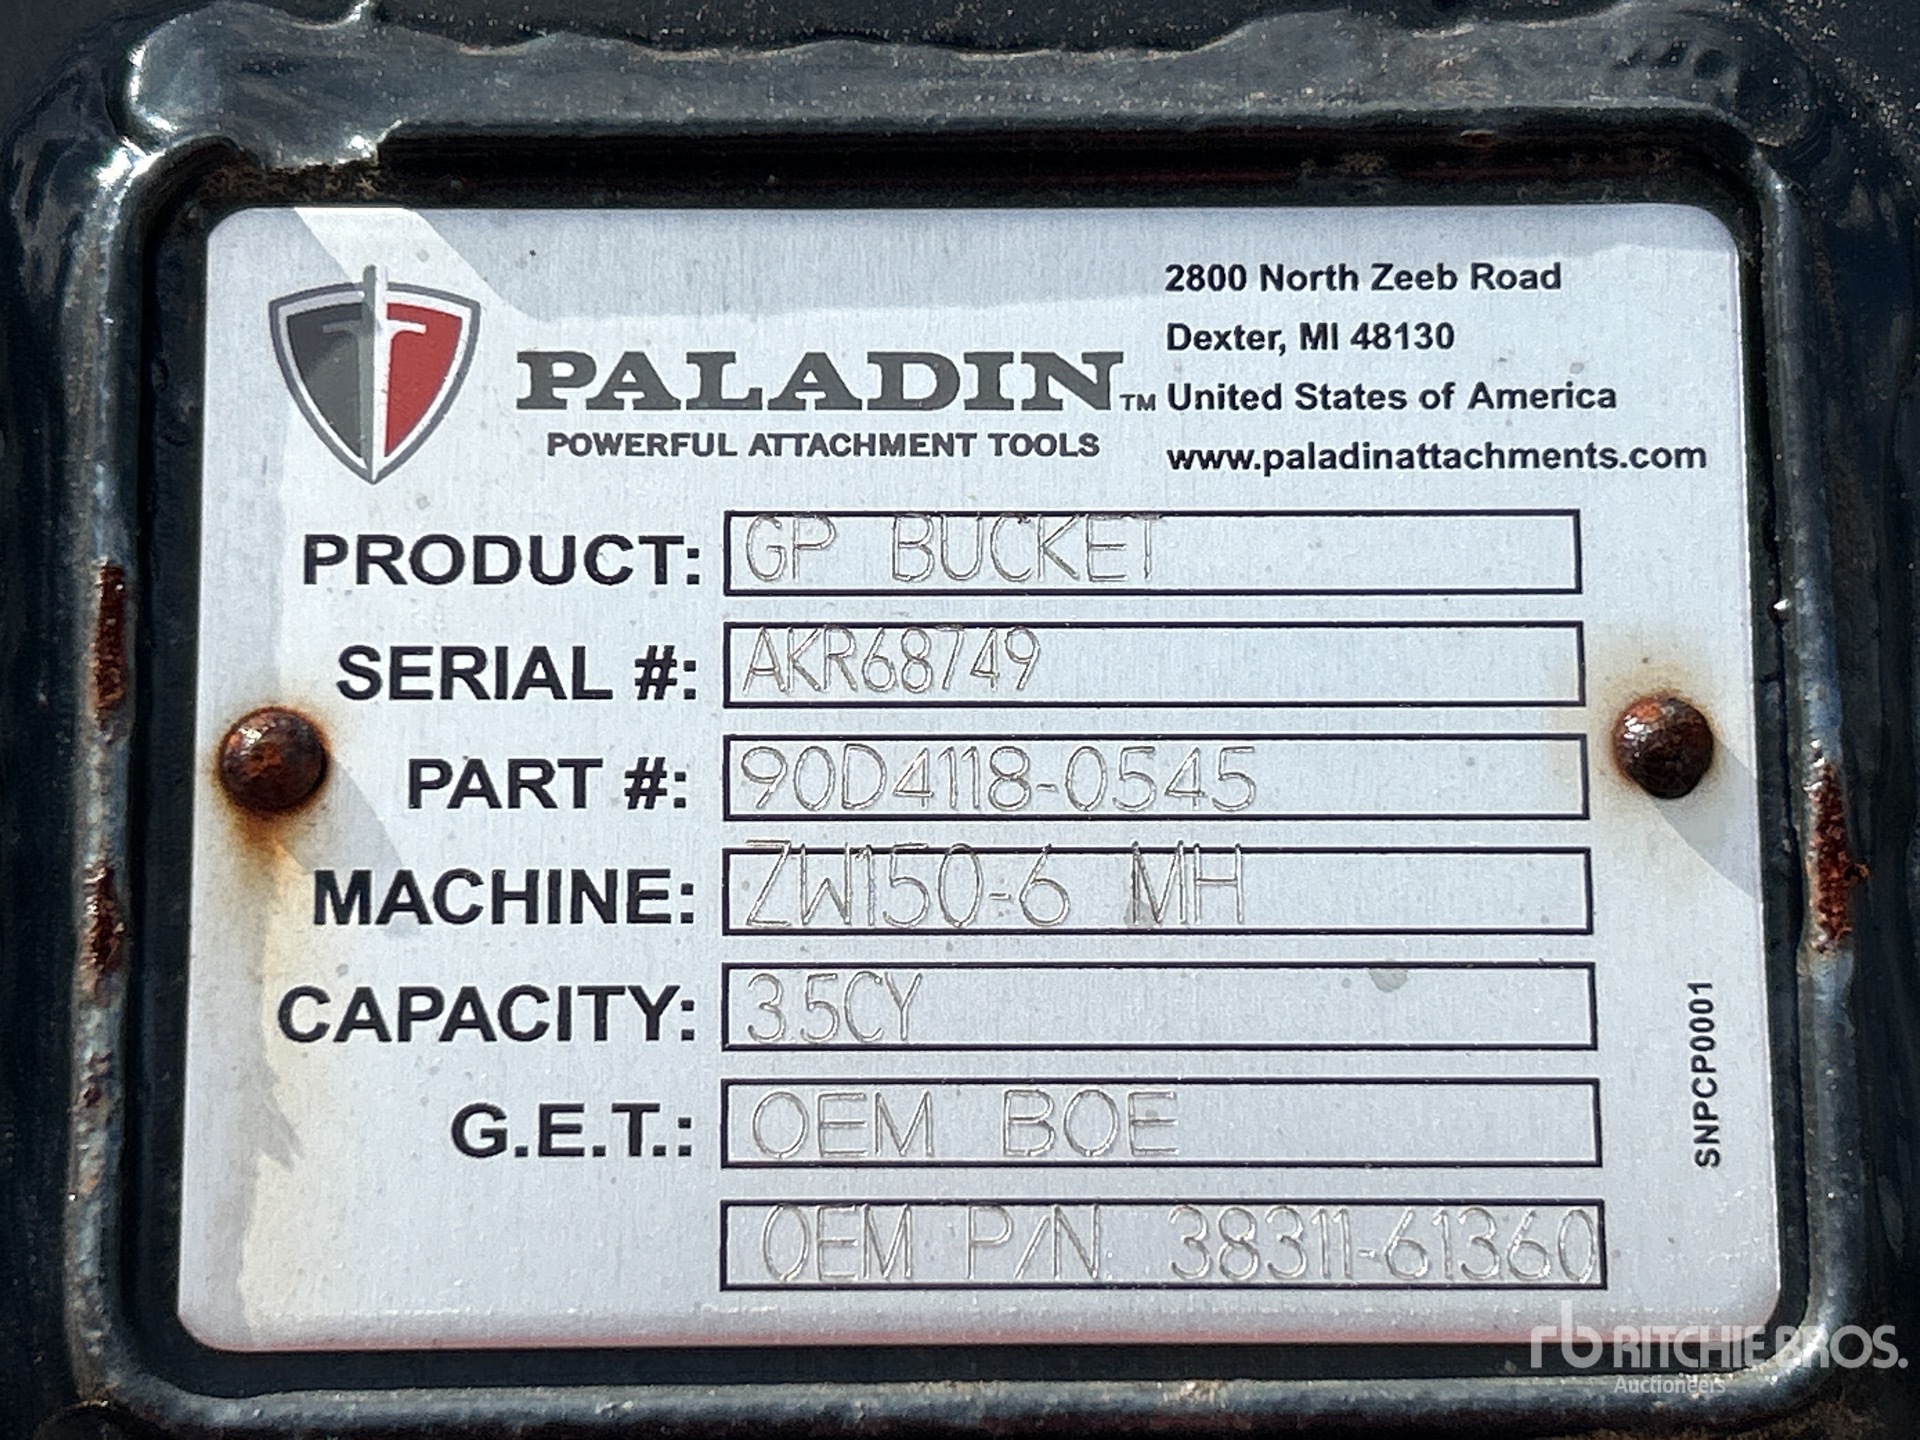 2800 North Zeeb Road
Dexter, MI 48130
PALADIN™ United States of America
POWERFUL ATTACHMENT TOOLS www.paladinattachments.com
PRODUCT: GP BUCKET
SERIAL #: AKR68749
PART #: 90D4118-0545
MACHINE: ZW150-6 MH
CAPACITY: 3.5CY
G.E.T.: OEM BOE
OEM P/N 38311-61360
SNPCP0001
rb RITCHIE BROS.
Auctioneers